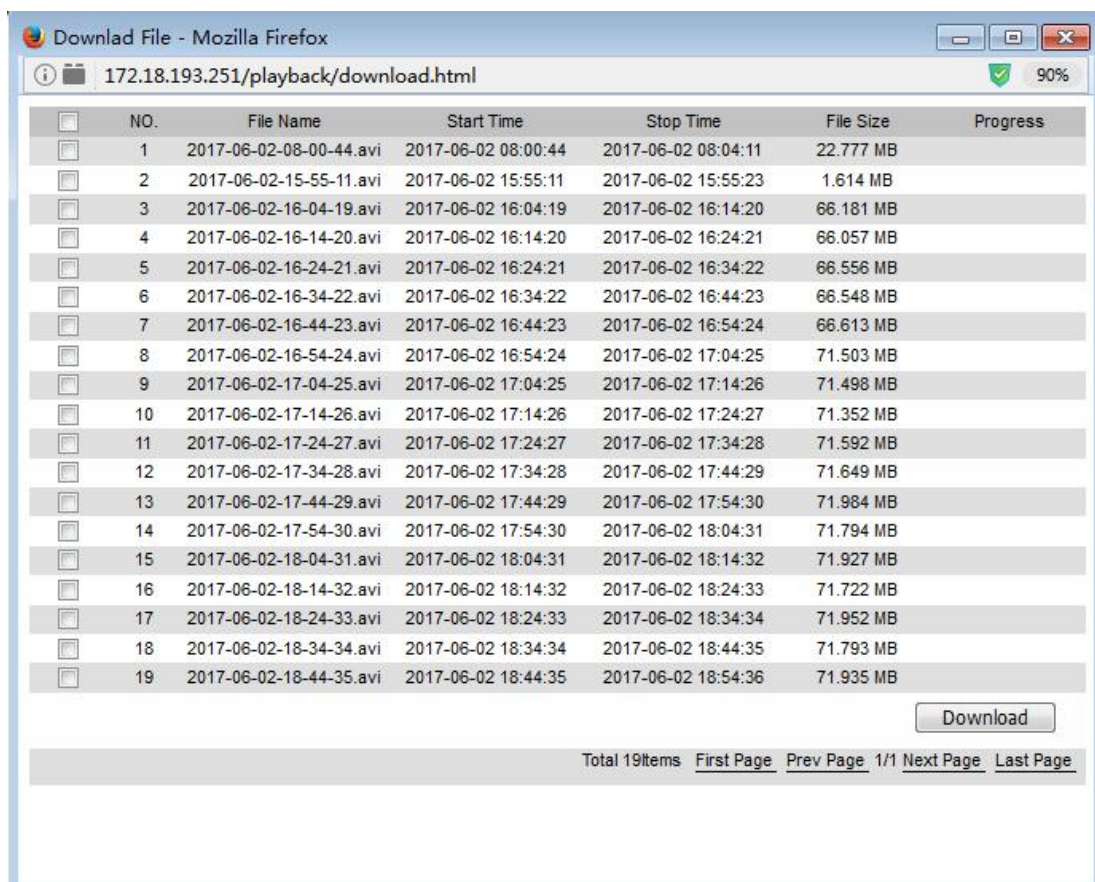 Downlad File - Mozilla Firefox
172.18.193.251/playback/download.html 90%
NO. File Name Start Time Stop Time File Size Progress
1 2017-06-02-08-00-44.avi 2017-06-02 08:00:44 2017-06-02 08:04:11 22.777 MB
2 2017-06-02-15-55-11.avi 2017-06-02 15:55:11 2017-06-02 15:55:23 1.614 MB
3 2017-06-02-16-04-19.avi 2017-06-02 16:04:19 2017-06-02 16:14:20 66.181 MB
4 2017-06-02-16-14-20.avi 2017-06-02 16:14:20 2017-06-02 16:24:21 66.057 MB
5 2017-06-02-16-24-21.avi 2017-06-02 16:24:21 2017-06-02 16:34:22 66.556 MB
6 2017-06-02-16-34-22.avi 2017-06-02 16:34:22 2017-06-02 16:44:23 66.548 MB
7 2017-06-02-16-44-23.avi 2017-06-02 16:44:23 2017-06-02 16:54:24 66.613 MB
8 2017-06-02-16-54-24.avi 2017-06-02 16:54:24 2017-06-02 17:04:25 71.503 MB
9 2017-06-02-17-04-25.avi 2017-06-02 17:04:25 2017-06-02 17:14:26 71.498 MB
10 2017-06-02-17-14-26.avi 2017-06-02 17:14:26 2017-06-02 17:24:27 71.352 MB
11 2017-06-02-17-24-27.avi 2017-06-02 17:24:27 2017-06-02 17:34:28 71.592 MB
12 2017-06-02-17-34-28.avi 2017-06-02 17:34:28 2017-06-02 17:44:29 71.649 MB
13 2017-06-02-17-44-29.avi 2017-06-02 17:44:29 2017-06-02 17:54:30 71.984 MB
14 2017-06-02-17-54-30.avi 2017-06-02 17:54:30 2017-06-02 18:04:31 71.794 MB
15 2017-06-02-18-04-31.avi 2017-06-02 18:04:31 2017-06-02 18:14:32 71.927 MB
16 2017-06-02-18-14-32.avi 2017-06-02 18:14:32 2017-06-02 18:24:33 71.722 MB
17 2017-06-02-18-24-33.avi 2017-06-02 18:24:33 2017-06-02 18:34:34 71.952 MB
18 2017-06-02-18-34-34.avi 2017-06-02 18:34:34 2017-06-02 18:44:35 71.793 MB
19 2017-06-02-18-44-35.avi 2017-06-02 18:44:35 2017-06-02 18:54:36 71.935 MB
Download
Total 19Items First Page Prev Page 1/1 Next Page Last Page